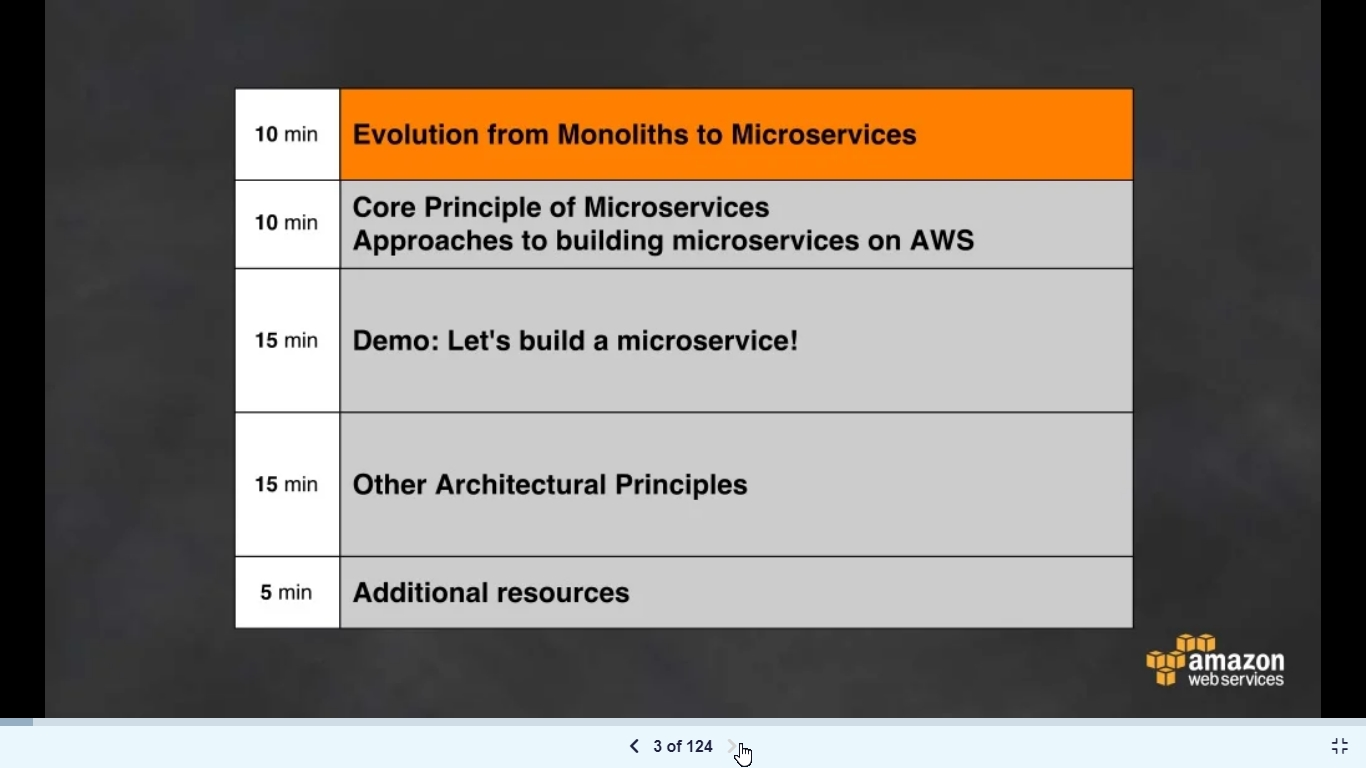 10 min
Evolution from Monoliths to Microservices
10 min
Core Principle of Microservices
Approaches to building microservices on AWS
15 min
Demo: Let's build a microservice!
15 min
Other Architectural Principles
5 min
Additional resources
amazon
webservices
3 of 124